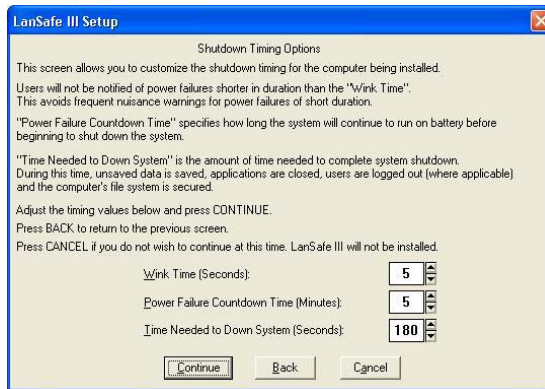 LanSafe III Setup
Shutdown Timing Options
This screen allows you to customize the shutdown timing for the computer being installed.
Users will not be notified of power failures shorter in duration than the "Wink Time".
This avoids frequent nuisance warnings for power failures of short duration.
"Power Failure Countdown Time" specifies how long the system will continue to run on battery before
beginning to shut down the system.
"Time Needed to Down System" is the amount of time needed to complete system shutdown.
During this time, unsaved data is saved, applications are closed, users are logged out (where applicable)
and the computer's file system is secured.
Adjust the timing values below and press CONTINUE.
Press BACK to return to the previous screen.
Press CANCEL if you do not wish to continue at this time. LanSafe III will not be installed.
Wink Time (Seconds): 5
Power Failure Countdown Time (Minutes): 5
Time Needed to Down System (Seconds): 180
Continue Back Cancel